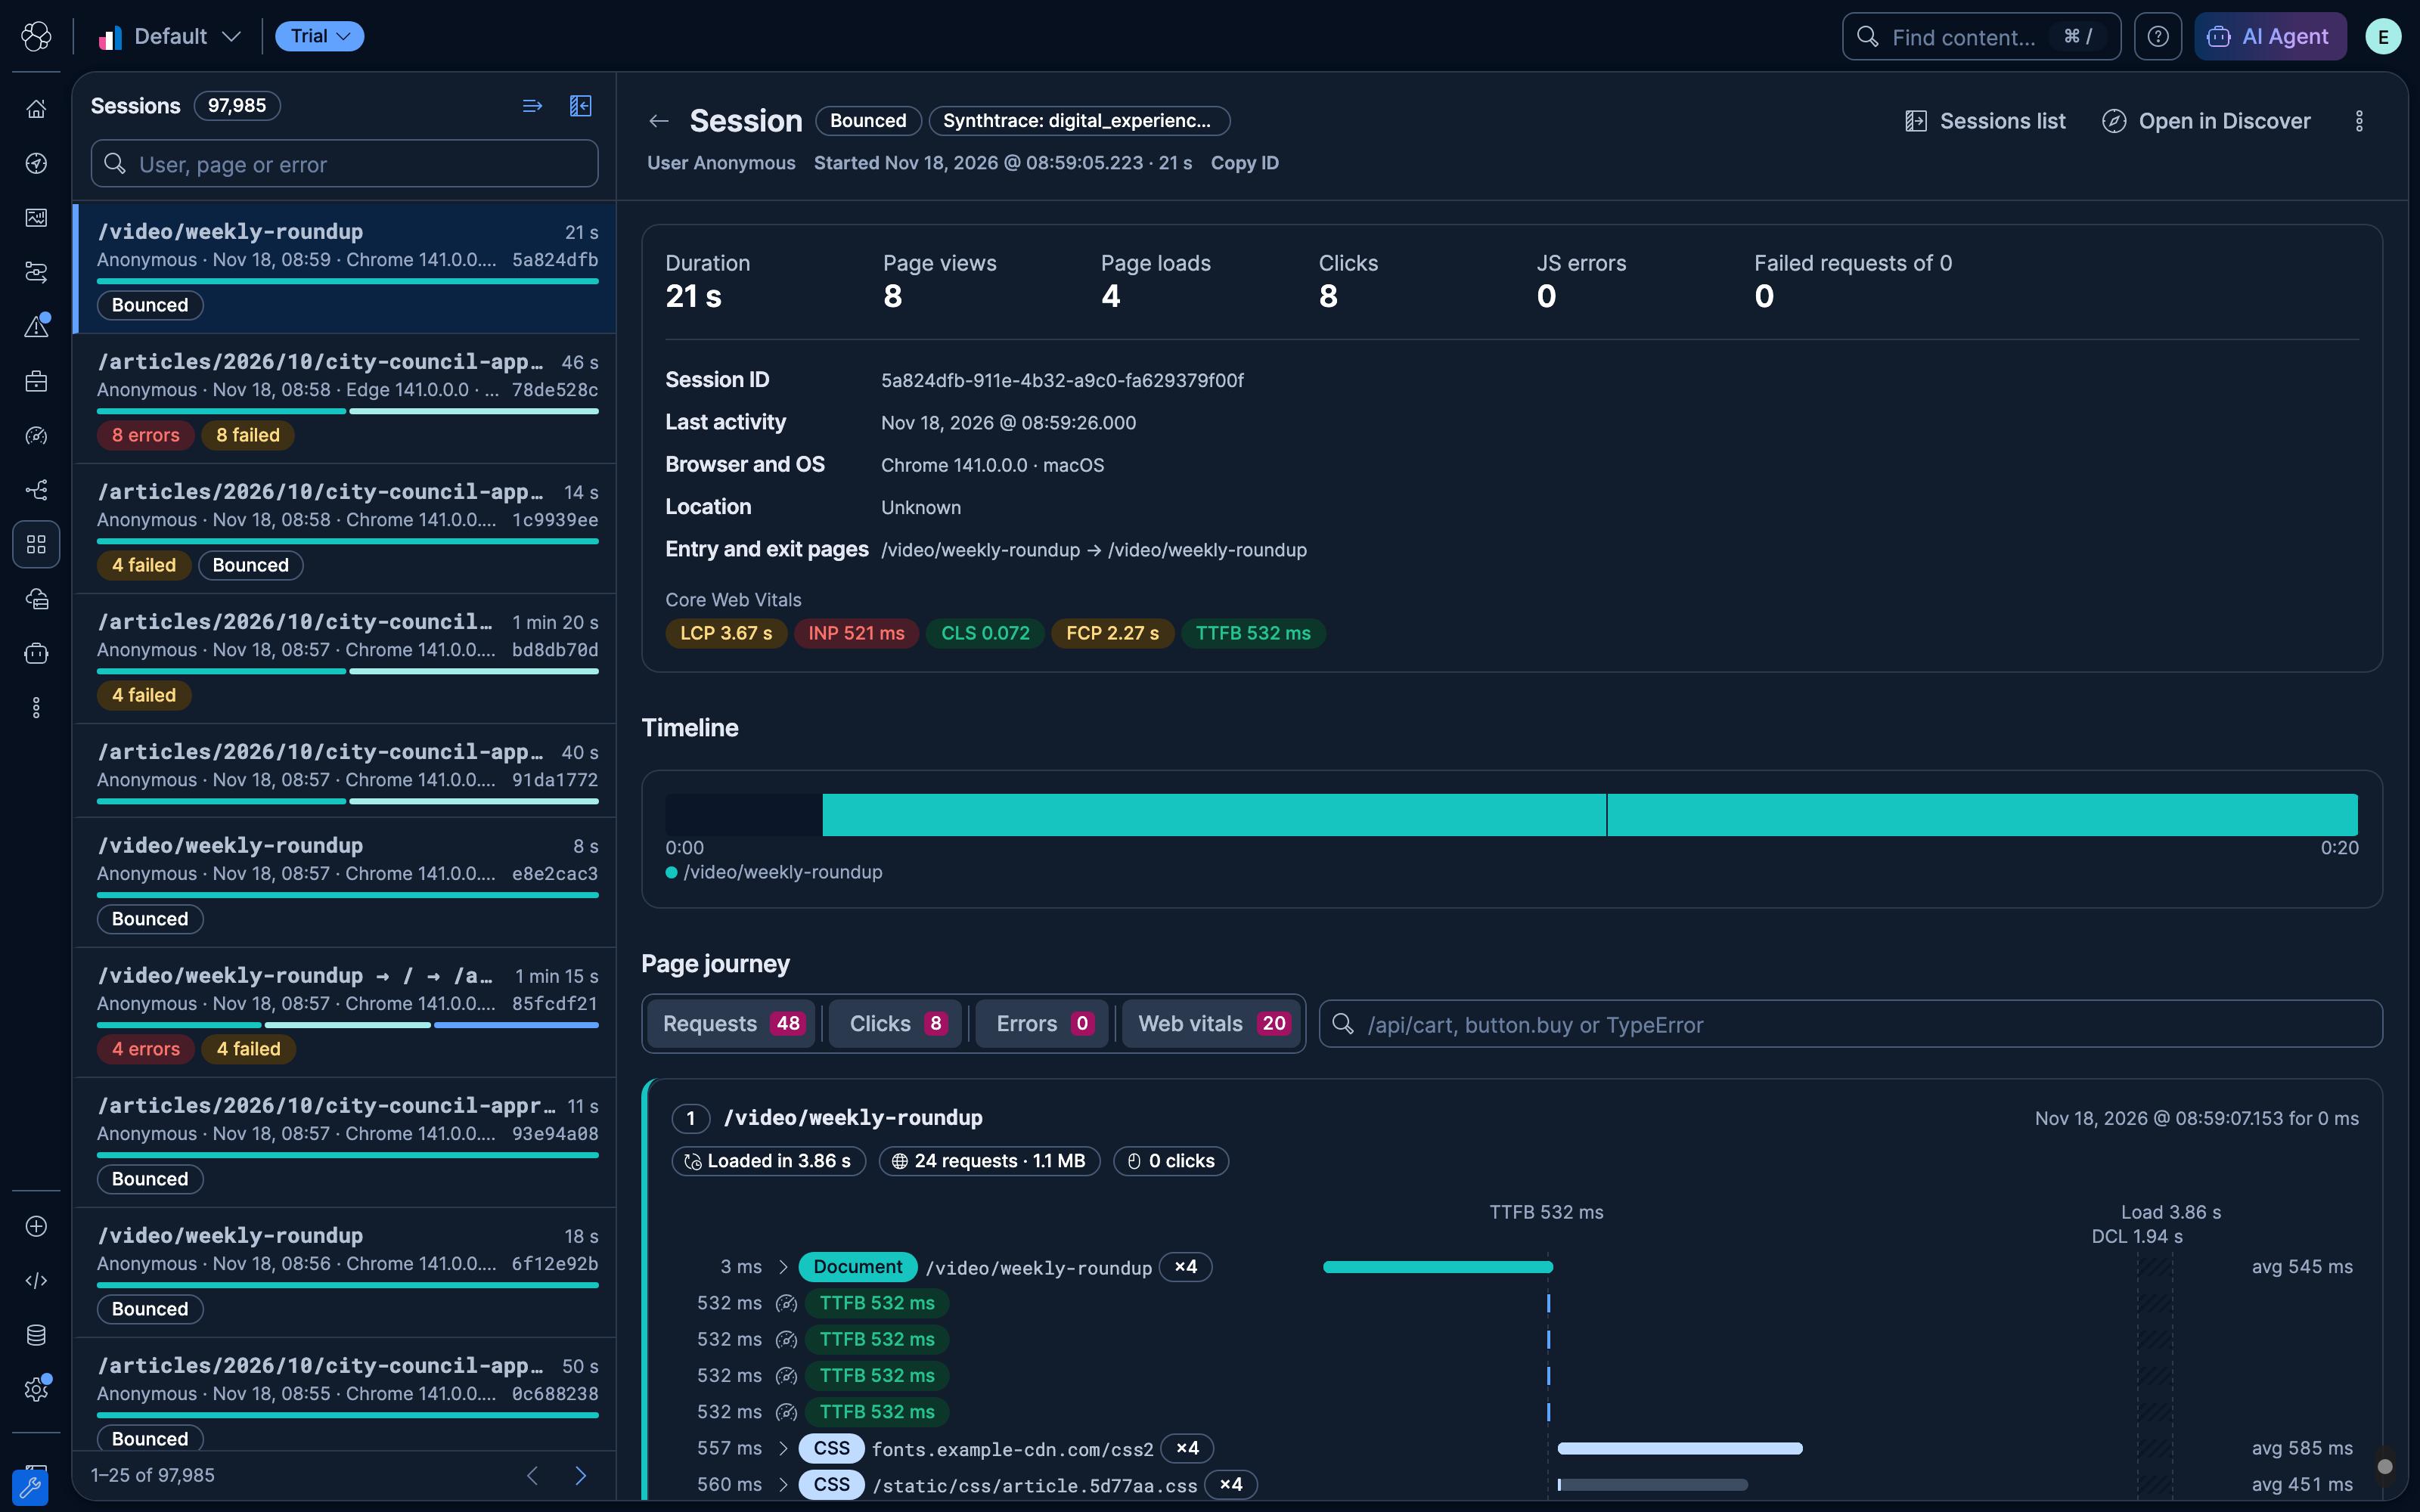 Default
Trial
Find content...
⌘ /
AI Agent
E
Sessions 97,985
User, page or error
/video/weekly-roundup 21 s
Anonymous · Nov 18, 08:59 · Chrome 141.0.0.... 5a824dfb
Bounced
/articles/2026/10/city-council-app... 46 s
Anonymous · Nov 18, 08:58 · Edge 141.0.0.0 · ... 78de528c
8 errors 8 failed
/articles/2026/10/city-council-app... 14 s
Anonymous · Nov 18, 08:58 · Chrome 141.0.0.... 1c9939ee
4 failed Bounced
/articles/2026/10/city-council... 1 min 20 s
Anonymous · Nov 18, 08:57 · Chrome 141.0.0.... bd8db70d
4 failed
/articles/2026/10/city-council-app... 40 s
Anonymous · Nov 18, 08:57 · Chrome 141.0.0.... 91da1772
/video/weekly-roundup 8 s
Anonymous · Nov 18, 08:57 · Chrome 141.0.0.... e8e2cac3
Bounced
/video/weekly-roundup → / → /a... 1 min 15 s
Anonymous · Nov 18, 08:57 · Chrome 141.0.0.... 85fcdf21
4 errors 4 failed
/articles/2026/10/city-council-appr... 11 s
Anonymous · Nov 18, 08:57 · Chrome 141.0.0.... 93e94a08
Bounced
/video/weekly-roundup 18 s
Anonymous · Nov 18, 08:56 · Chrome 141.0.0.... 6f12e92b
Bounced
/articles/2026/10/city-council-app... 50 s
Anonymous · Nov 18, 08:55 · Chrome 141.0.0.... 0c688238
Bounced
1–25 of 97,985
Session Bounced Synthtrace: digital_experienc...
Sessions list Open in Discover
User Anonymous Started Nov 18, 2026 @ 08:59:05.223 · 21 s Copy ID
Duration Page views Page loads Clicks JS errors Failed requests of 0
21 s 8 4 8 0 0
Session ID 5a824dfb-911e-4b32-a9c0-fa629379f00f
Last activity Nov 18, 2026 @ 08:59:26.000
Browser and OS Chrome 141.0.0.0 · macOS
Location Unknown
Entry and exit pages /video/weekly-roundup → /video/weekly-roundup
Core Web Vitals
LCP 3.67 s INP 521 ms CLS 0.072 FCP 2.27 s TTFB 532 ms
Timeline
0:00 0:20
/video/weekly-roundup
Page journey
Requests 48 Clicks 8 Errors 0 Web vitals 20
/api/cart, button.buy or TypeError
1 /video/weekly-roundup Nov 18, 2026 @ 08:59:07.153 for 0 ms
Loaded in 3.86 s 24 requests · 1.1 MB 0 clicks
TTFB 532 ms Load 3.86 s
DCL 1.94 s
3 ms Document /video/weekly-roundup ×4 avg 545 ms
532 ms TTFB 532 ms
532 ms TTFB 532 ms
532 ms TTFB 532 ms
532 ms TTFB 532 ms
557 ms CSS fonts.example-cdn.com/css2 ×4 avg 585 ms
560 ms CSS /static/css/article.5d77aa.css ×4 avg 451 ms